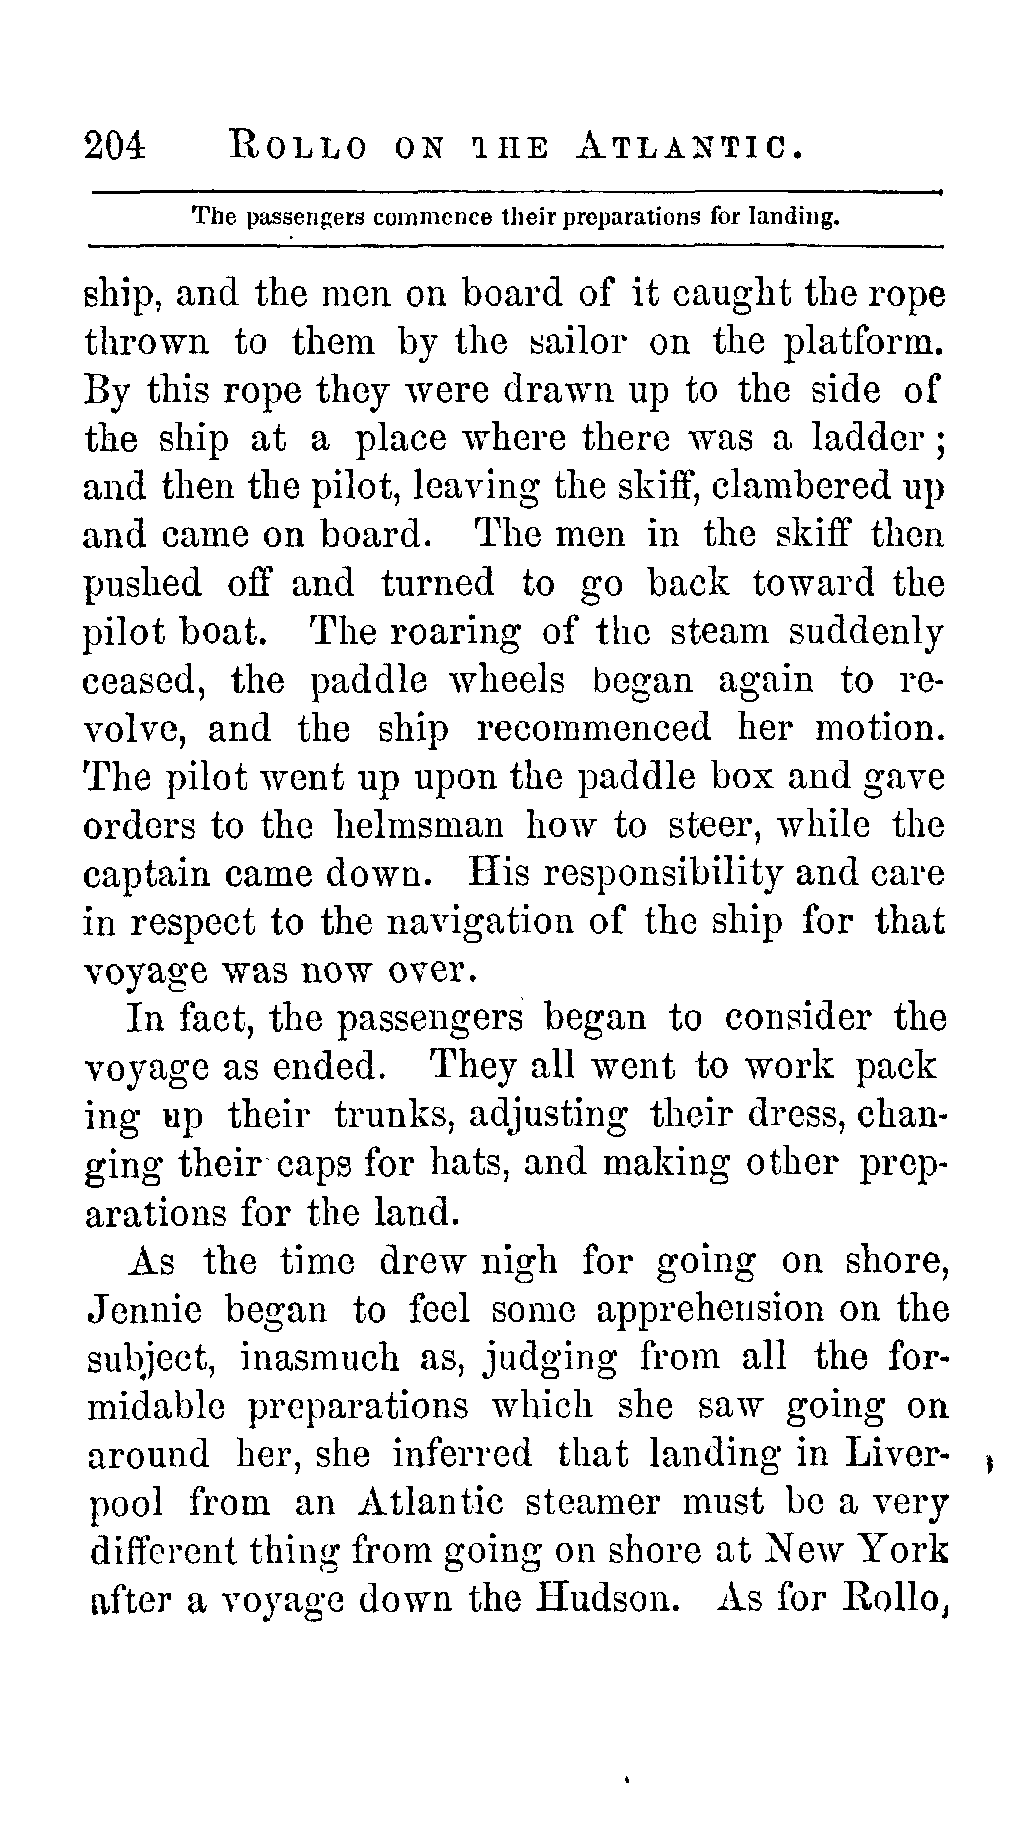 204 ROLLO ON THE ATLANTIC.
The passengers commence their preparations for landing.
ship, and the men on board of it caught the rope
thrown to them by the sailor on the platform.
By this rope they were drawn up to the side of
the ship at a place where there was a ladder ;
and then the pilot, leaving the skiff, clambered up
and came on board. The men in the skiff then
pushed off and turned to go back toward the
pilot boat. The roaring of the steam suddenly
ceased, the paddle wheels began again to re-
volve, and the ship recommenced her motion.
The pilot went up upon the paddle box and gave
orders to the helmsman how to steer, while the
captain came down. His responsibility and care
in respect to the navigation of the ship for that
voyage was now over.
In fact, the passengers began to consider the
voyage as ended. They all went to work pack
ing up their trunks, adjusting their dress, chan-
ging their caps for hats, and making other prep-
arations for the land.
As the time drew nigh for going on shore,
Jennie began to feel some apprehension on the
subject, inasmuch as, judging from all the for-
midable preparations which she saw going on
around her, she inferred that landing in Liver-
pool from an Atlantic steamer must be a very
different thing from going on shore at New York
after a voyage down the Hudson. As for Rollo,